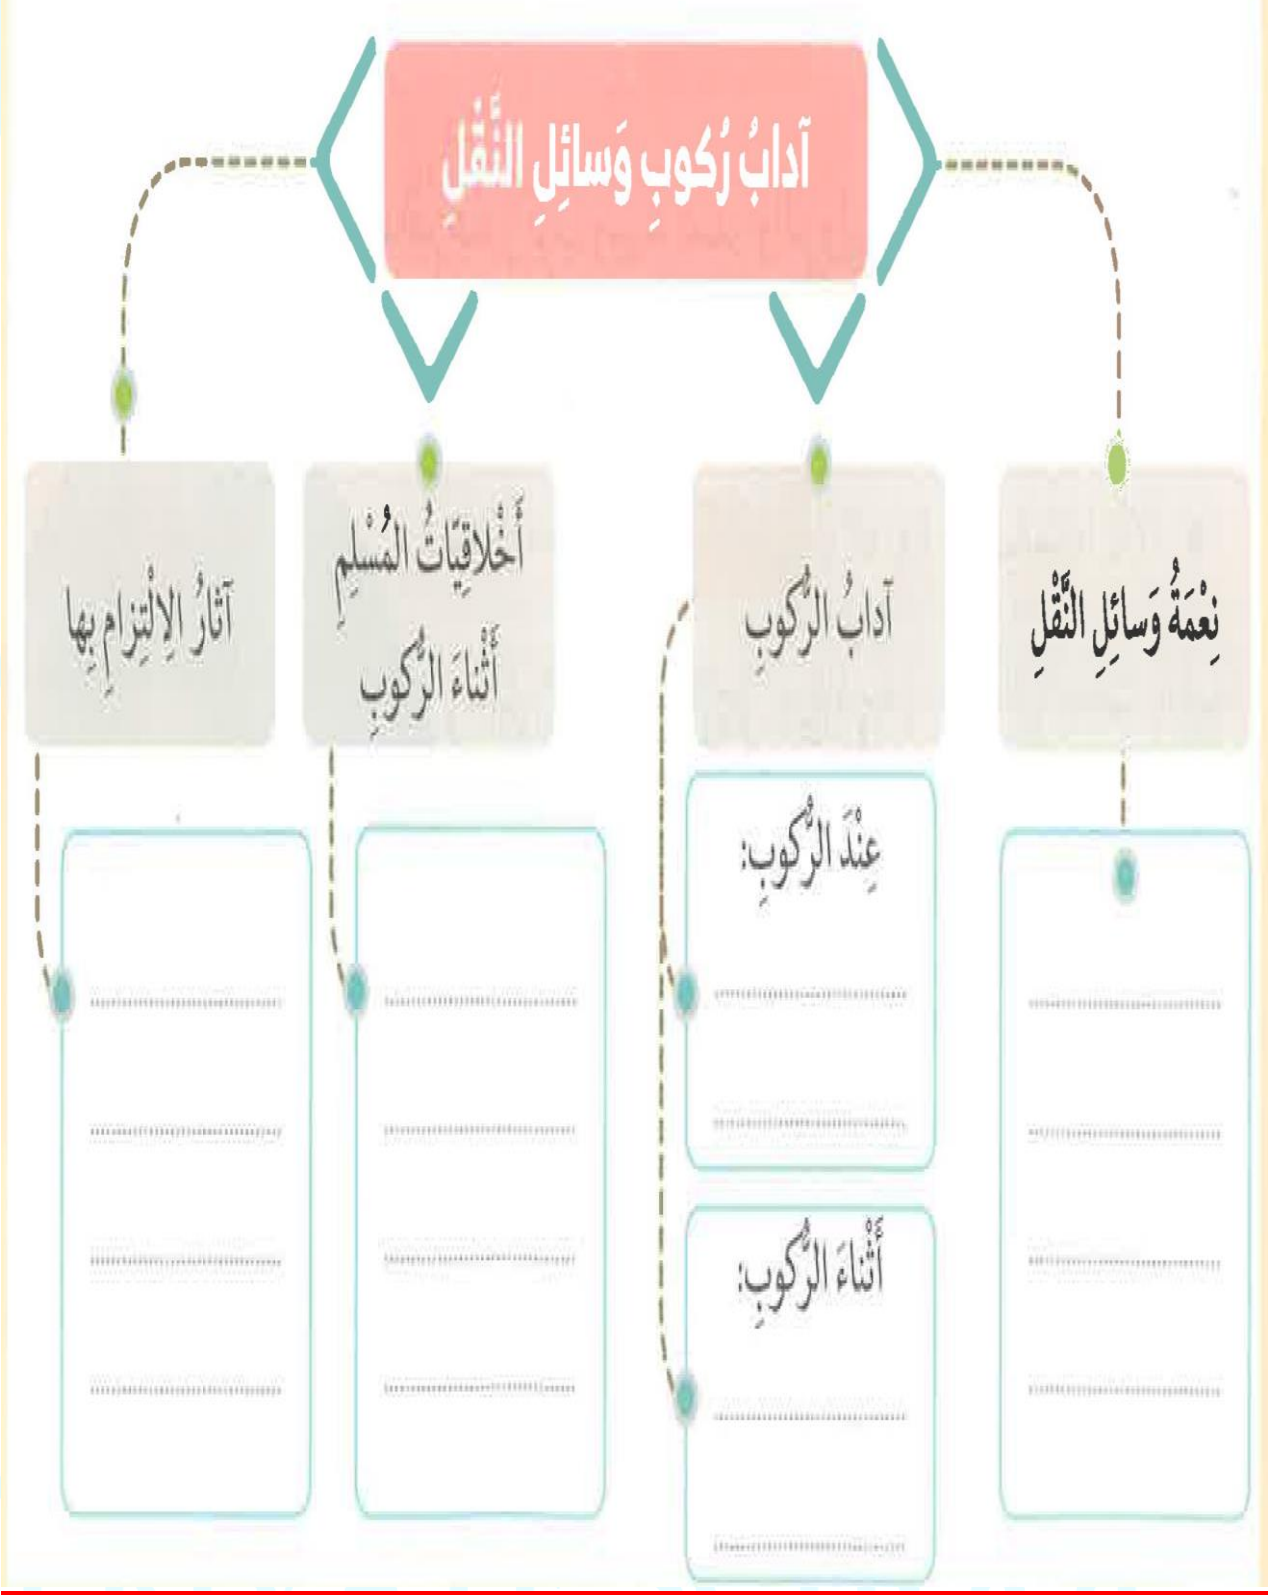 آدابُ رُكوبِ وَسائِلِ النَّقْلِ
نِعْمَةُ وَسائِلِ النَّقْلِ
آدابُ الرُّكوبِ
عِنْدَ الرُّكوبِ:
أَثْناءَ الرُّكوبِ:
أَخْلاقِيّاتُ المُسْلِمِ
أَثْناءَ الرُّكوبِ
آثارُ الِالْتِزامِ بِها